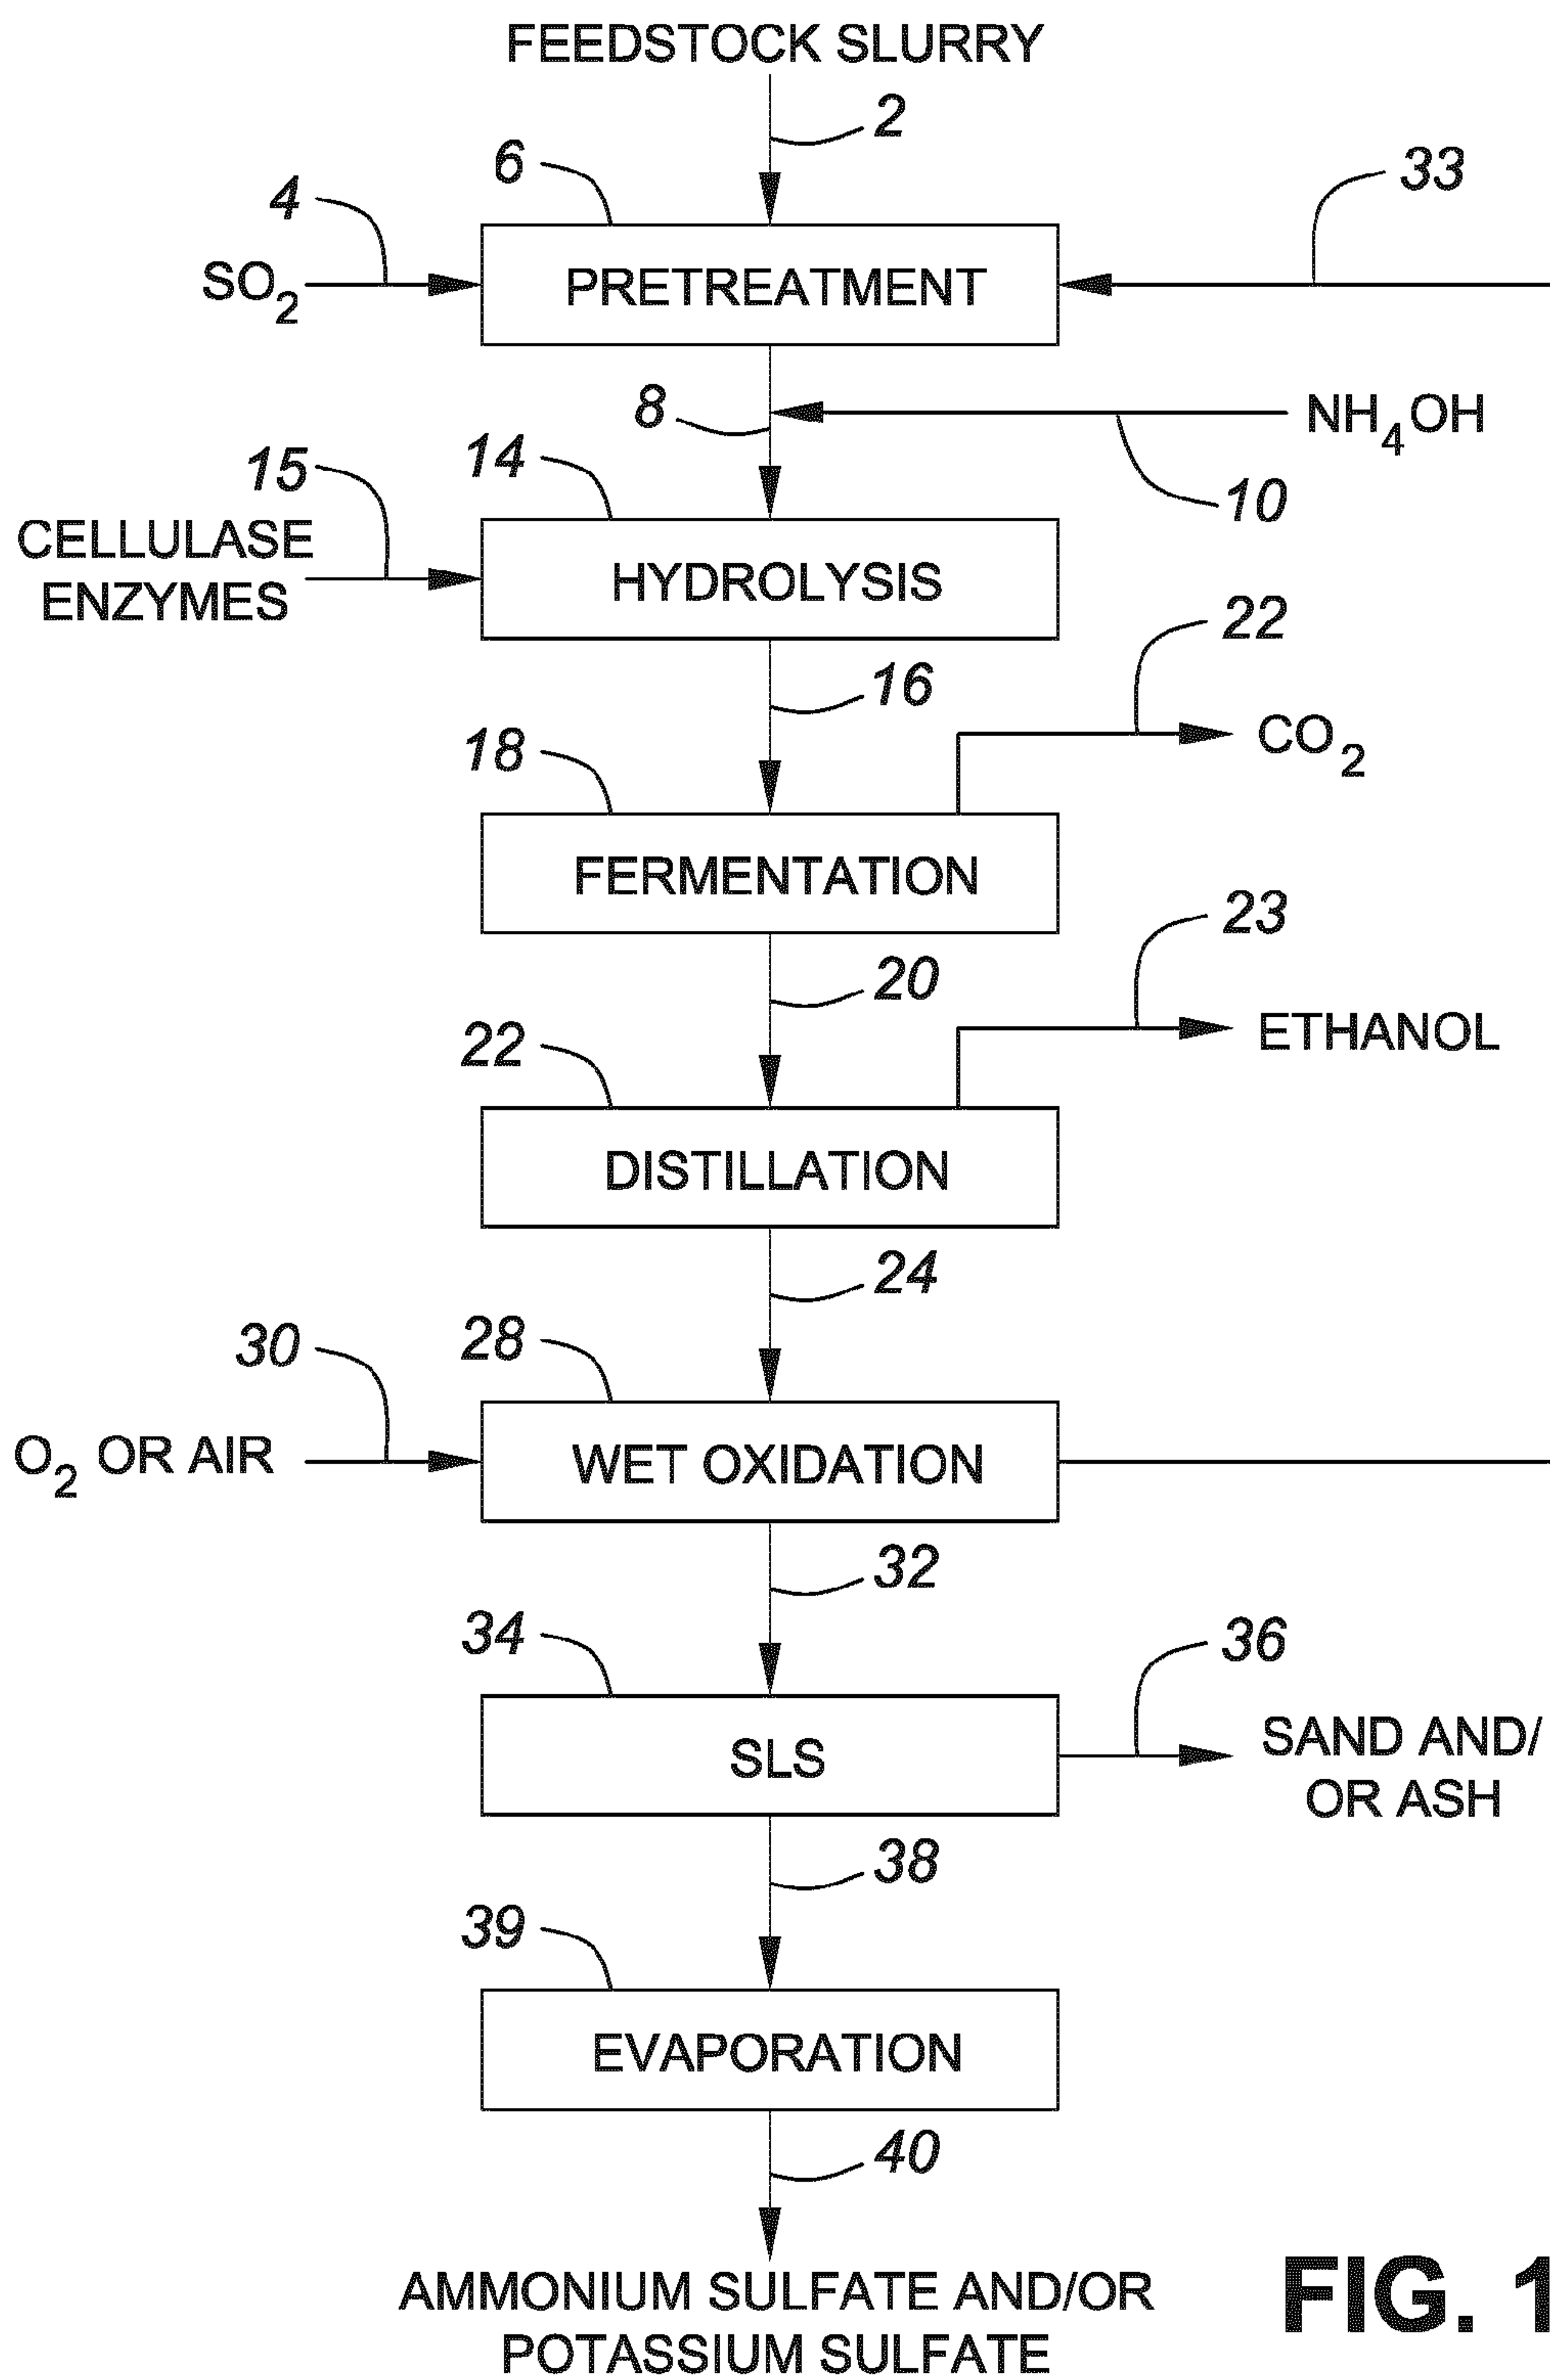 FEEDSTOCK SLURRY
2
6
33
4
SO2
PRETREATMENT
8
NH4OH
10
15
14
CELLULASE
ENZYMES
HYDROLYSIS
16
22
CO2
18
FERMENTATION
20
23
ETHANOL
22
DISTILLATION
24
30
28
O2 OR AIR
WET OXIDATION
32
34
36
SLS
SAND AND/
OR ASH
38
39
EVAPORATION
40
AMMONIUM SULFATE AND/OR
POTASSIUM SULFATE
FIG. 1